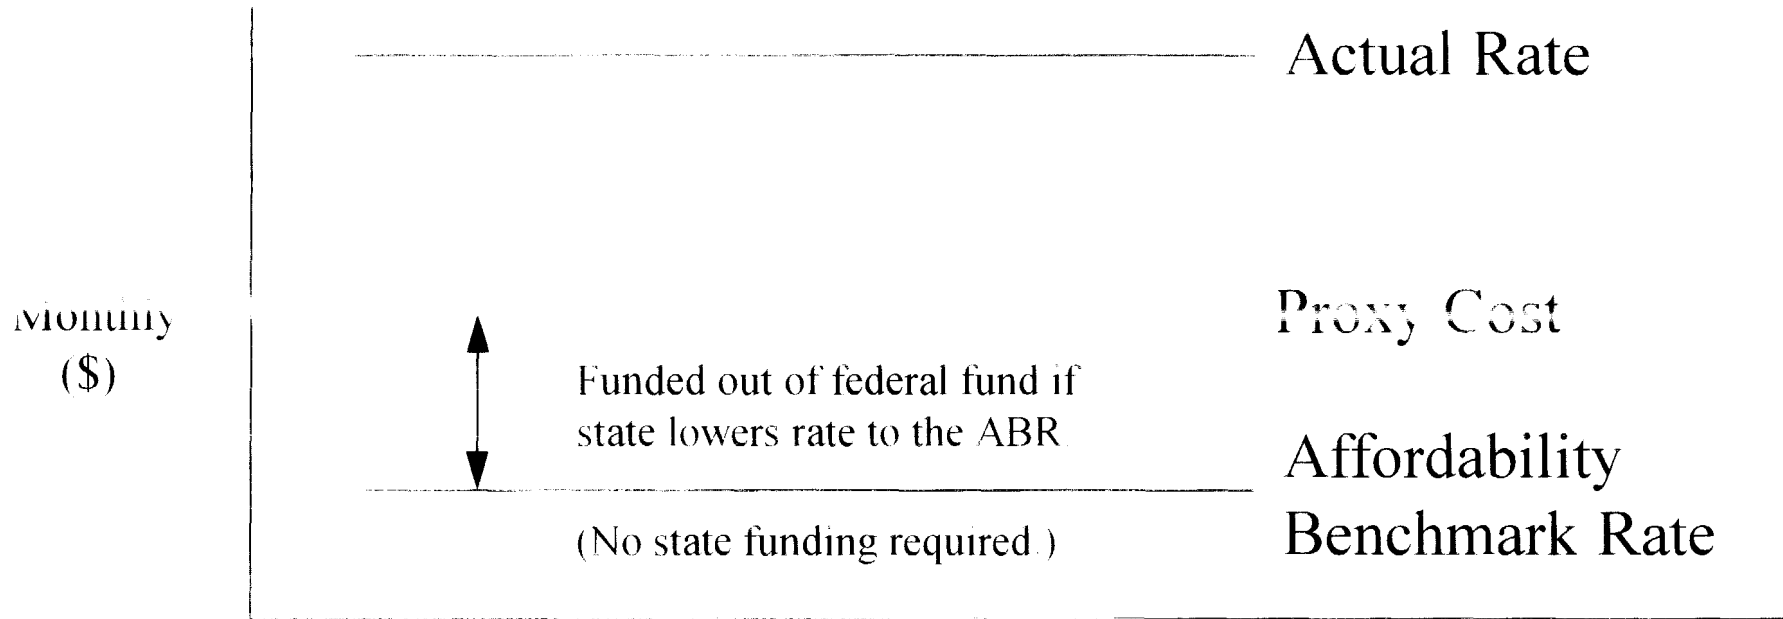 Actual Rate
Proxy Cost
Monthly
($)
Funded out of federal fund if
state lowers rate to the ABR.
Affordability
Benchmark Rate
(No state funding required.)